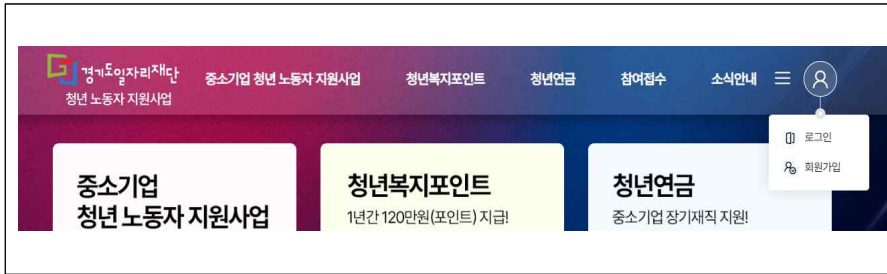 경기도일자리재단
청년 노동자 지원사업
중소기업 청년 노동자 지원사업 청년복지포인트 청년연금 참여접수 소식안내
로그인
회원가입
중소기업
청년 노동자 지원사업
청년복지포인트
1년간 120만원(포인트) 지급!
청년연금
중소기업 장기재직 지원!